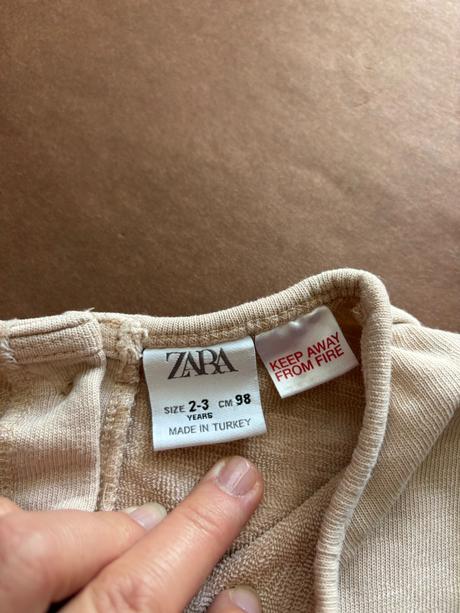 ZARA
SIZE 2-3 CM 98
YEARS
MADE IN TURKEY
KEEP AWAY
FROM FIRE